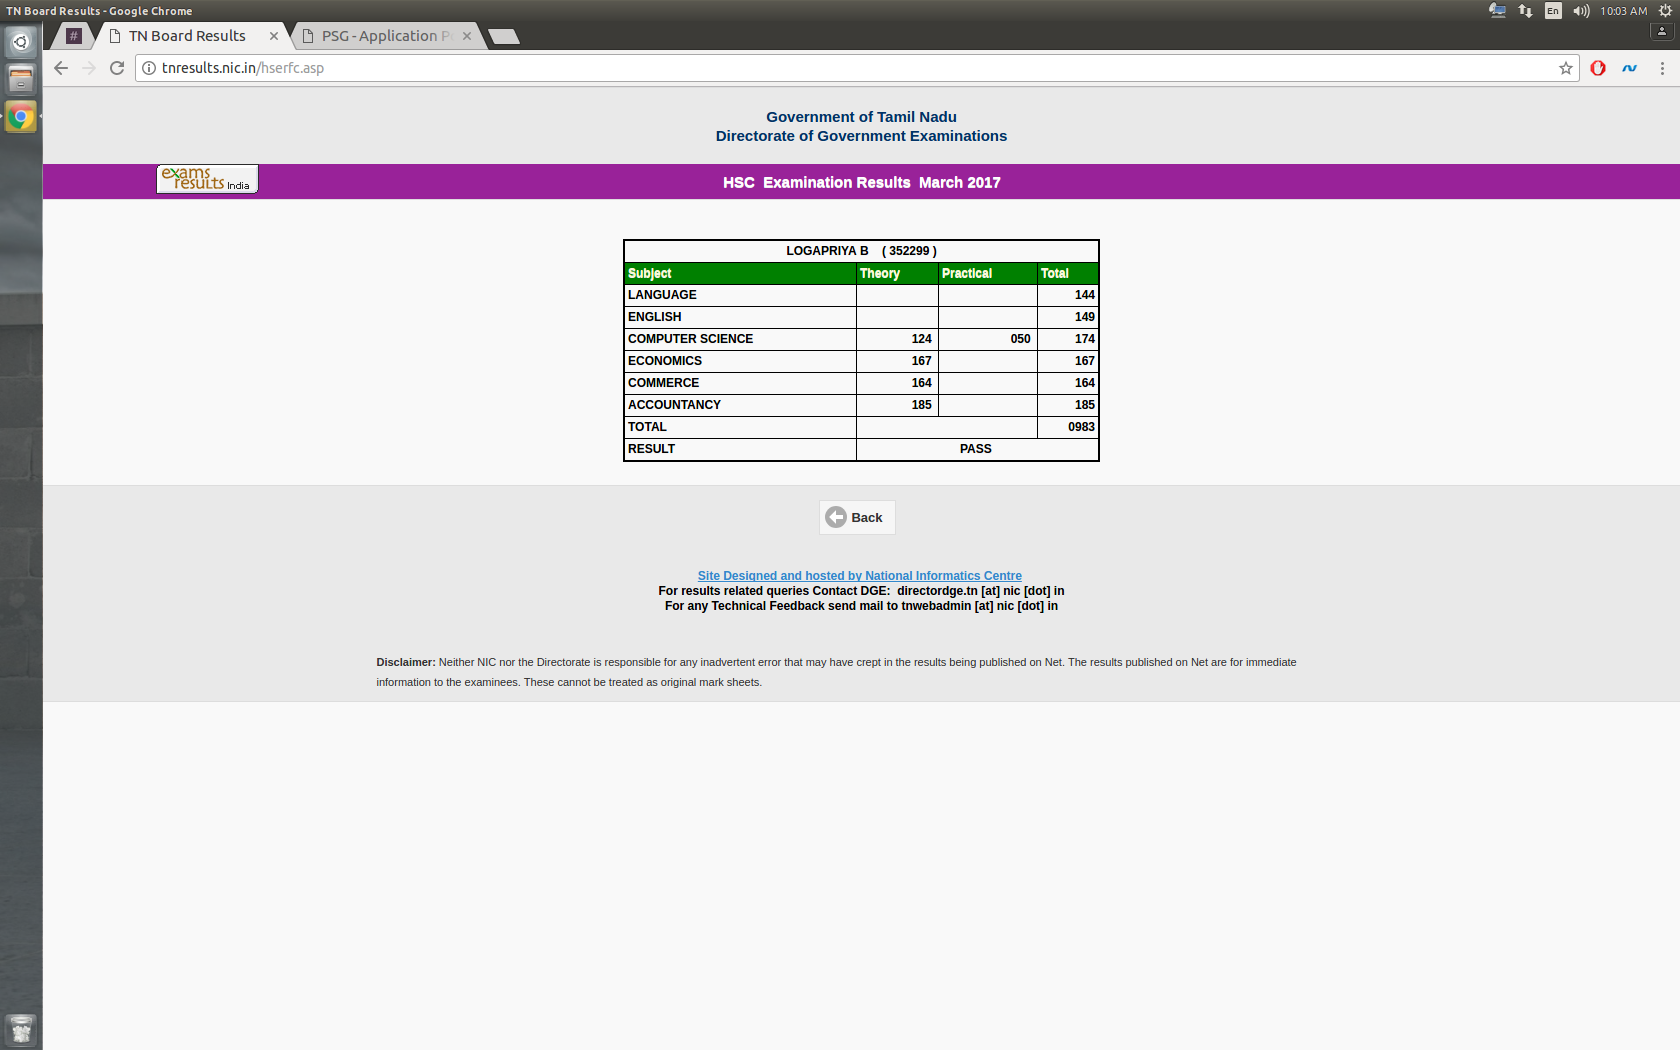 TN Board Results - Google Chrome
En
10:03 AM
#
TN Board Results
PSG - Application
tnresults.nic.in/hserfc.asp
Government of Tamil Nadu
Directorate of Government Examinations
exams
results India
HSC Examination Results March 2017
LOGAPRIYA B ( 352299 )
Subject Theory Practical Total
LANGUAGE 144
ENGLISH 149
COMPUTER SCIENCE 124 050 174
ECONOMICS 167 167
COMMERCE 164 164
ACCOUNTANCY 185 185
TOTAL 0983
RESULT PASS
Back
Site Designed and hosted by National Informatics Centre
For results related queries Contact DGE: directordge.tn [at] nic [dot] in
For any Technical Feedback send mail to tnwebadmin [at] nic [dot] in
Disclaimer: Neither NIC nor the Directorate is responsible for any inadvertent error that may have crept in the results being published on Net. The results published on Net are for immediate
information to the examinees. These cannot be treated as original mark sheets.